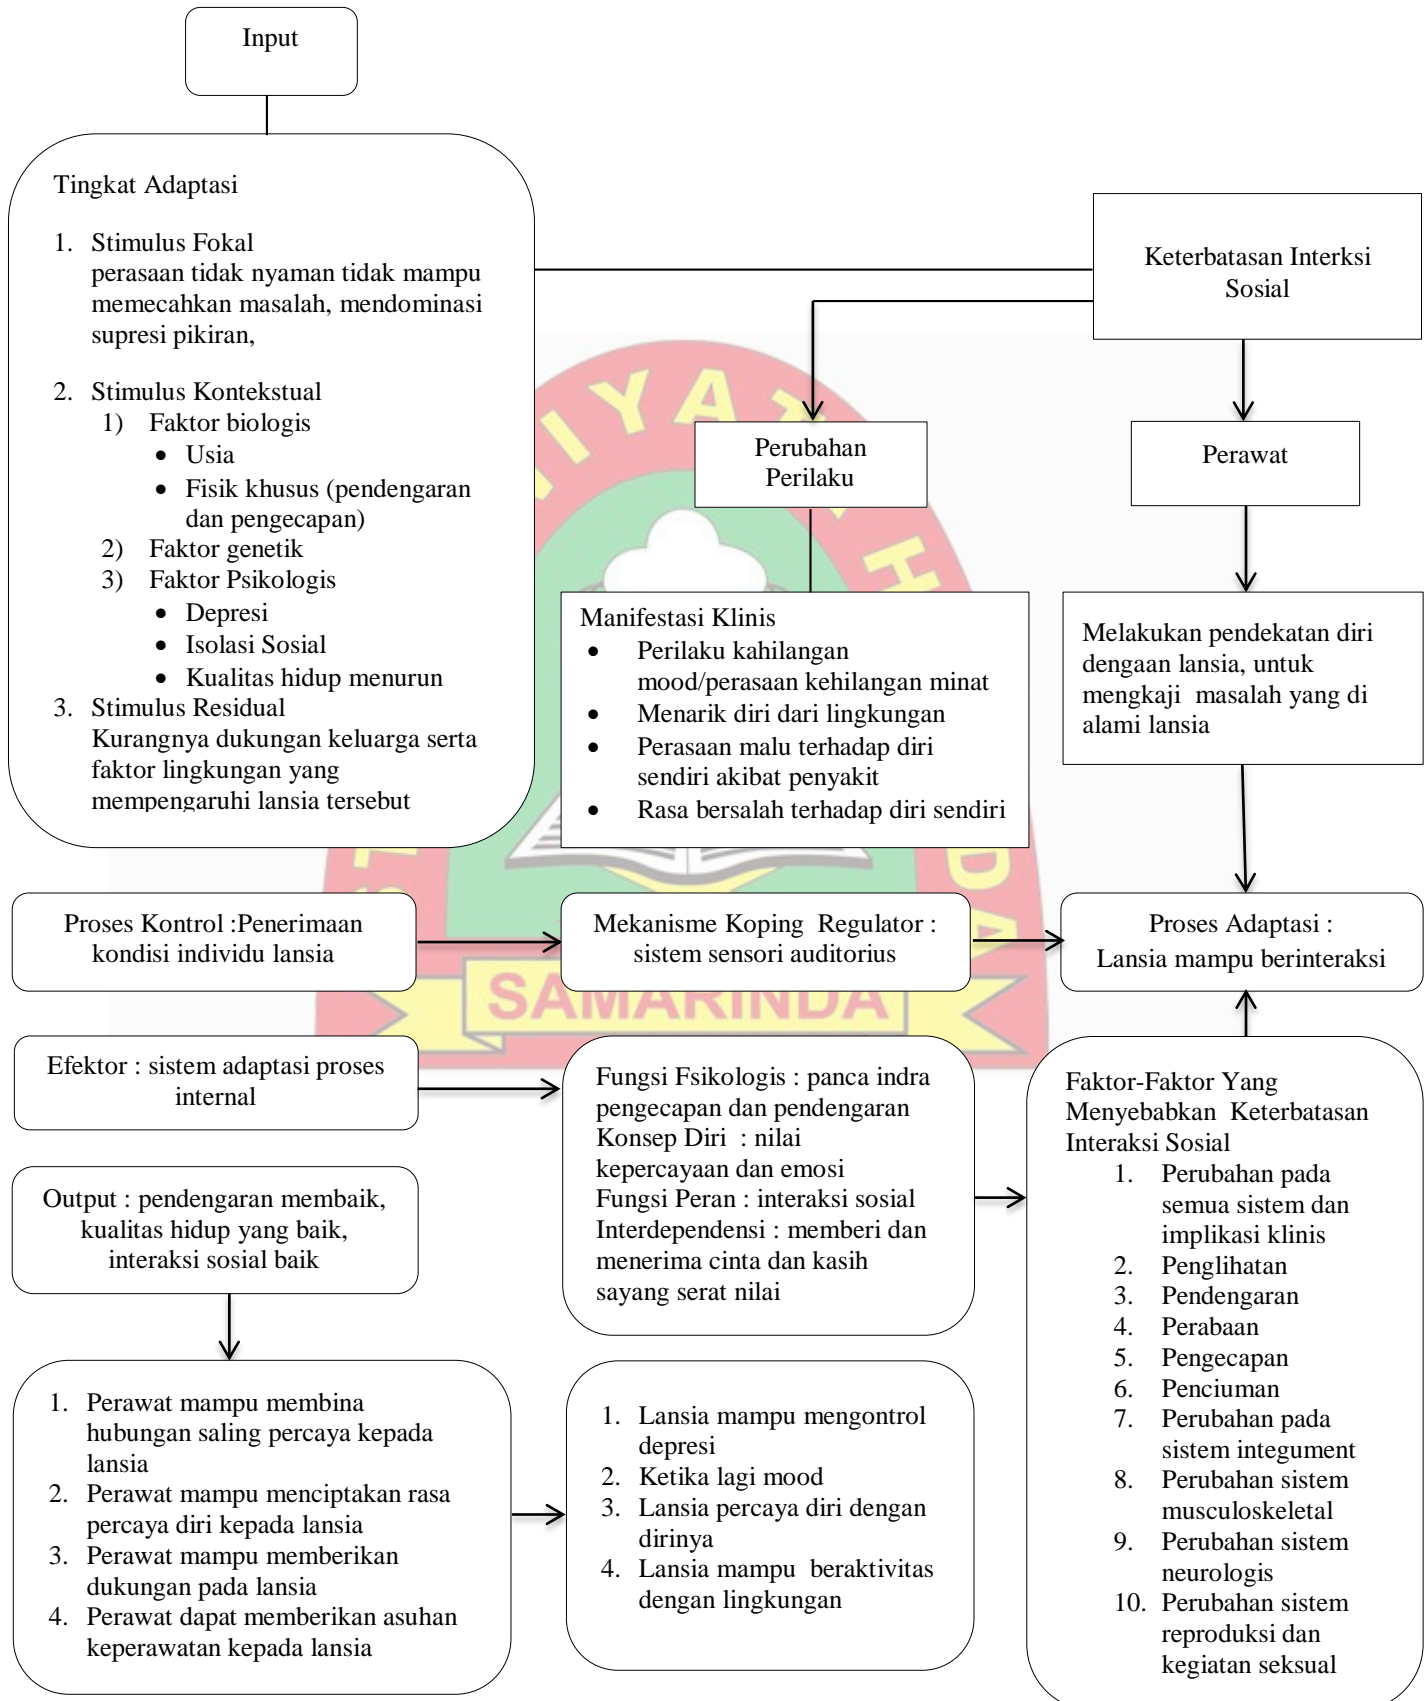 Input
Tingkat Adaptasi
1. Stimulus Fokal
perasaan tidak nyaman tidak mampu
memecahkan masalah, mendominasi
supresi pikiran,
2. Stimulus Kontekstual
1) Faktor biologis
• Usia
• Fisik khusus (pendengaran
dan pengecapan)
2) Faktor genetik
3) Faktor Psikologis
• Depresi
• Isolasi Sosial
• Kualitas hidup menurun
3. Stimulus Residual
Kurangnya dukungan keluarga serta
faktor lingkungan yang
mempengaruhi lansia tersebut
Keterbatasan Interksi
Sosial
Perubahan
Perilaku
Perawat
Manifestasi Klinis
• Perilaku kahilangan
mood/perasaan kehilangan minat
• Menarik diri dari lingkungan
• Perasaan malu terhadap diri
sendiri akibat penyakit
• Rasa bersalah terhadap diri sendiri
Melakukan pendekatan diri
dengaan lansia, untuk
mengkaji masalah yang di
alami lansia
Proses Kontrol :Penerimaan
kondisi individu lansia
Mekanisme Koping Regulator :
sistem sensori auditorius
Proses Adaptasi :
Lansia mampu berinteraksi
SAMARINDA
Efektor : sistem adaptasi proses
internal
Fungsi Fsikologis : panca indra
pengecapan dan pendengaran
Konsep Diri : nilai
kepercayaan dan emosi
Fungsi Peran : interaksi sosial
Interdependensi : memberi dan
menerima cinta dan kasih
sayang serat nilai
Faktor-Faktor Yang
Menyebabkan Keterbatasan
Interaksi Sosial
1. Perubahan pada
semua sistem dan
implikasi klinis
2. Penglihatan
3. Pendengaran
4. Perabaan
5. Pengecapan
6. Penciuman
7. Perubahan pada
sistem integument
8. Perubahan sistem
musculoskeletal
9. Perubahan sistem
neurologis
10. Perubahan sistem
reproduksi dan
kegiatan seksual
Output : pendengaran membaik,
kualitas hidup yang baik,
interaksi sosial baik
1. Perawat mampu membina
hubungan saling percaya kepada
lansia
2. Perawat mampu menciptakan rasa
percaya diri kepada lansia
3. Perawat mampu memberikan
dukungan pada lansia
4. Perawat dapat memberikan asuhan
keperawatan kepada lansia
1. Lansia mampu mengontrol
depresi
2. Ketika lagi mood
3. Lansia percaya diri dengan
dirinya
4. Lansia mampu beraktivitas
dengan lingkungan